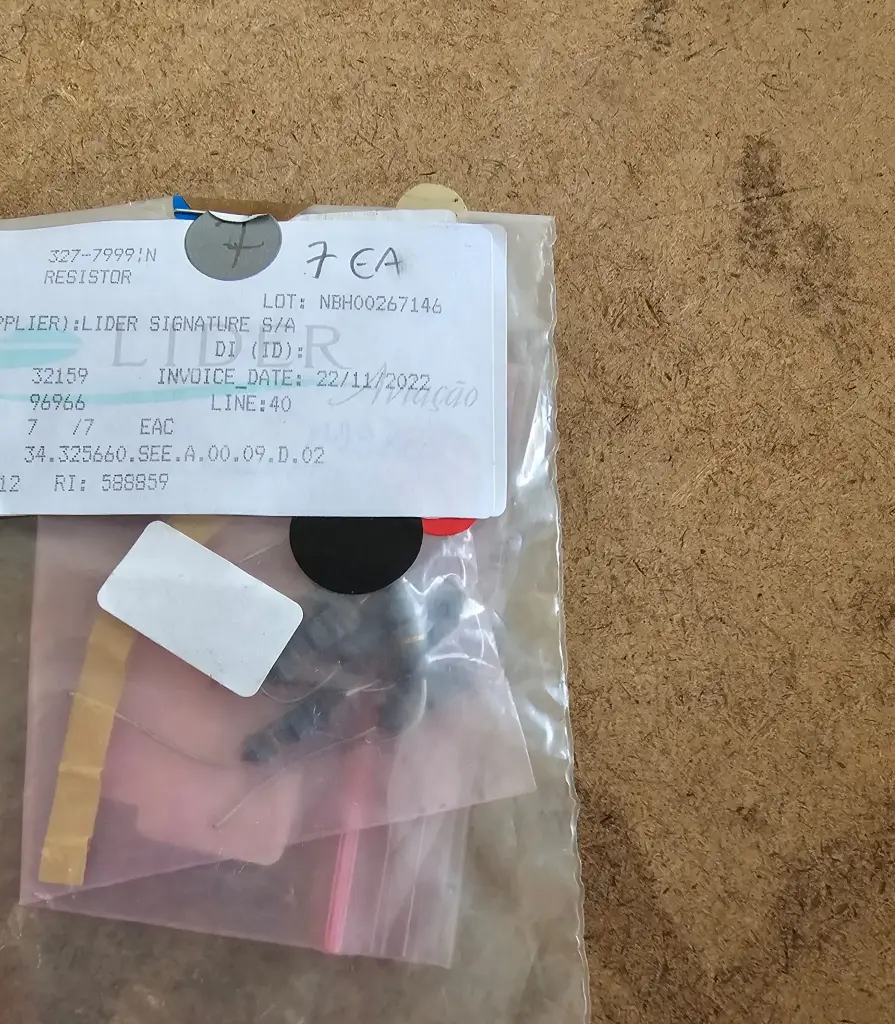 7
7 EA
327-7999:N
RESISTOR
LOT: NBH00267146
PPLIER):LIDER SIGNATURE S/A
LIDER
DI (ID):
32159 INVOICE_DATE: 22/11/2022
Aviação
96966 LINE:40
7 /7 EAC
34.325660.SEE.A.00.09.D.02
12 RI: 588859